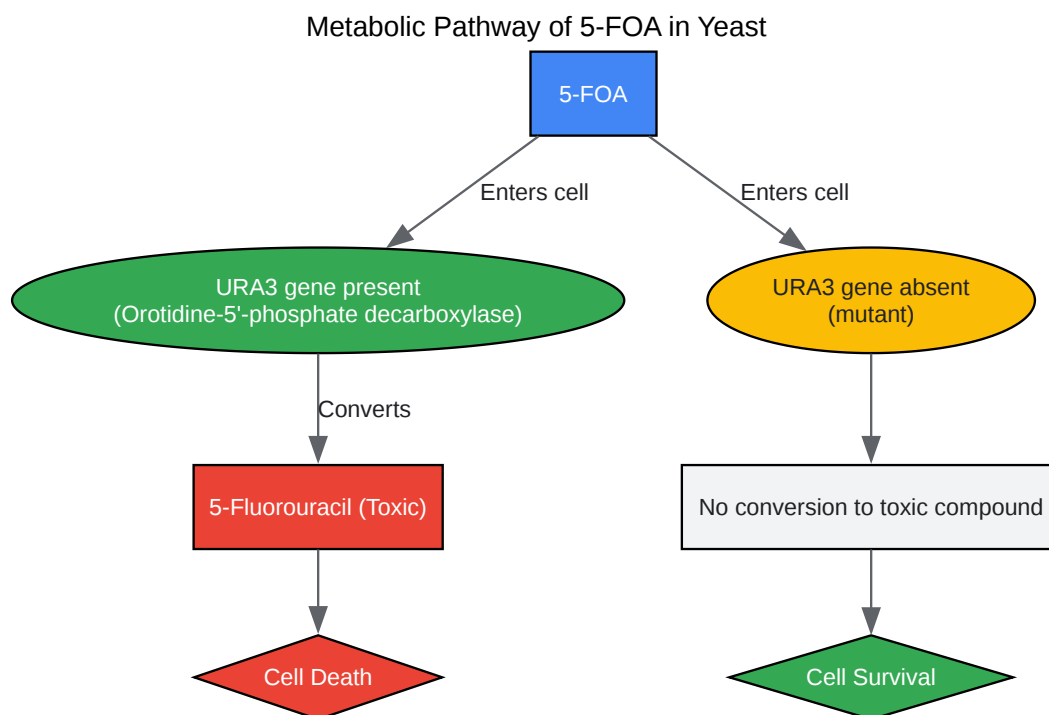 Metabolic Pathway of 5-FOA in Yeast
5-FOA
Enters cell
Enters cell
URA3 gene present
(Orotidine-5'-phosphate decarboxylase)
URA3 gene absent
(mutant)
Converts
5-Fluorouracil (Toxic)
No conversion to toxic compound
Cell Death
Cell Survival